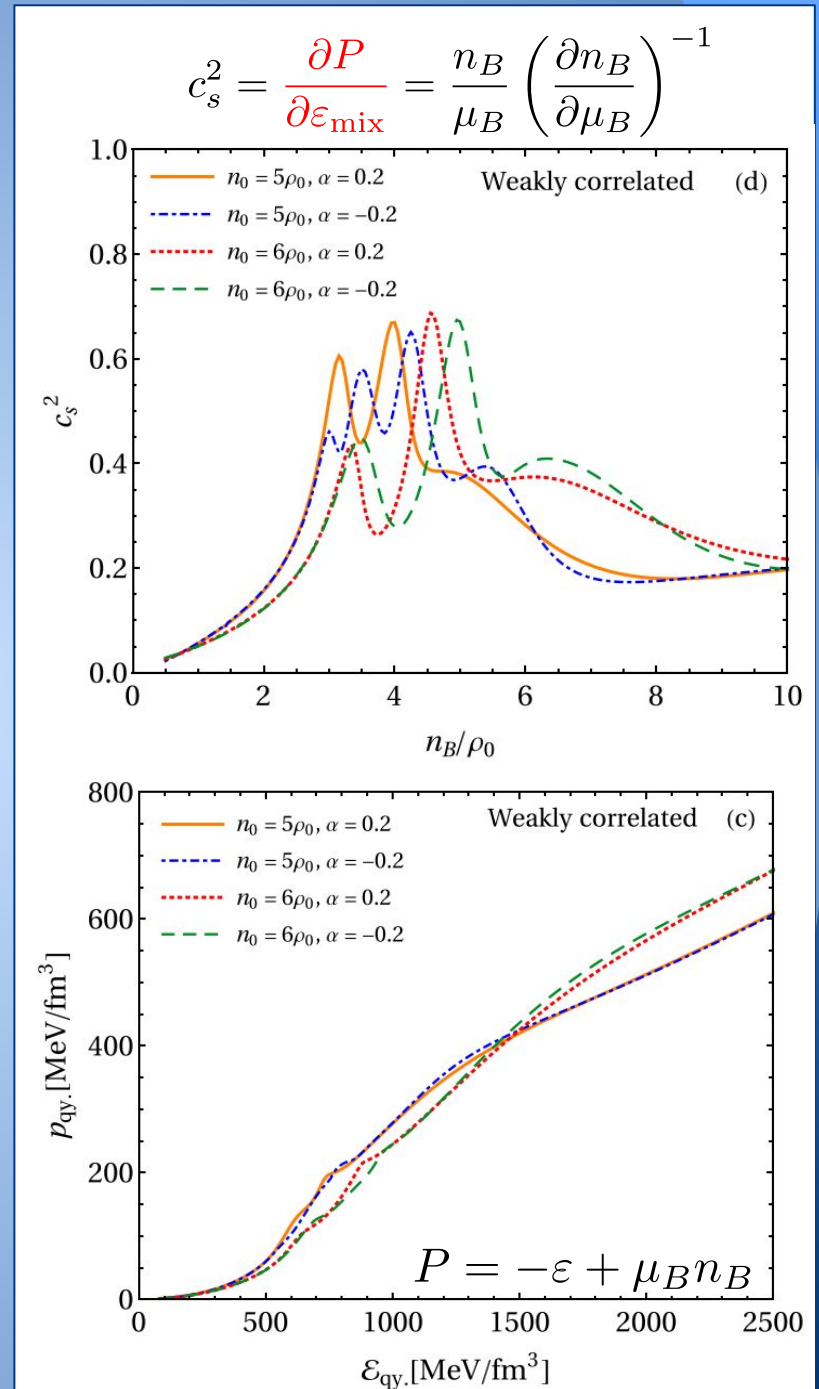 c_s^2 = ∂P/∂ε_mix = n_B/μ_B (∂n_B/∂μ_B)^{-1}
1.0
n_0 = 5ρ_0, α = 0.2
Weakly correlated (d)
n_0 = 5ρ_0, α = −0.2
n_0 = 6ρ_0, α = 0.2
0.8
n_0 = 6ρ_0, α = −0.2
0.6
c_s^2
0.4
0.2
0.0
0 2 4 6 8 10
n_B/ρ_0
800
n_0 = 5ρ_0, α = 0.2
Weakly correlated (c)
n_0 = 5ρ_0, α = −0.2
n_0 = 6ρ_0, α = 0.2
n_0 = 6ρ_0, α = −0.2
600
p_qy.[MeV/fm^3]
400
200
P = −ε + μ_B n_B
0
0 500 1000 1500 2000 2500
ℰ_qy.[MeV/fm^3]